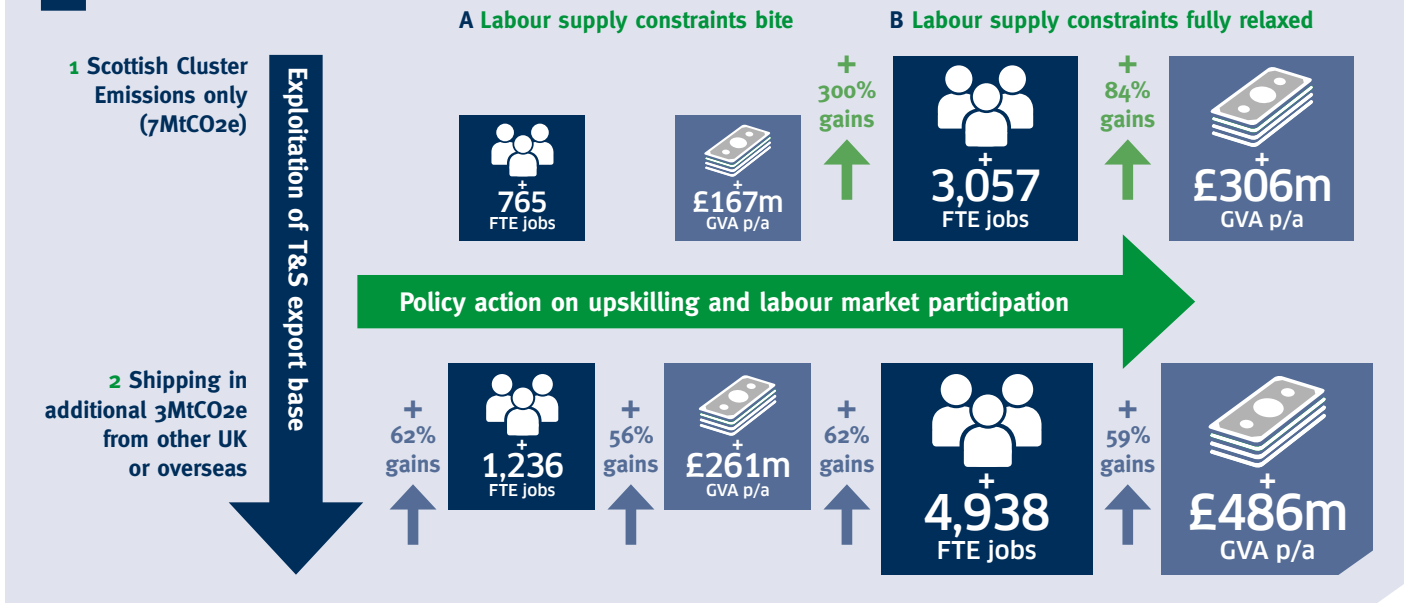 A Labour supply constraints bite
B Labour supply constraints fully relaxed
1 Scottish Cluster
Emissions only
(7MtCO2e)
Exploitation of T&S export base
+
765
FTE jobs
+
£167m
GVA p/a
+
300%
gains
+
3,057
FTE jobs
+
84%
gains
+
£306m
GVA p/a
Policy action on upskilling and labour market participation
2 Shipping in
additional 3MtCO2e
from other UK
or overseas
+
62%
gains
+
1,236
FTE jobs
+
56%
gains
+
£261m
GVA p/a
+
62%
gains
+
4,938
FTE jobs
+
59%
gains
+
£486m
GVA p/a